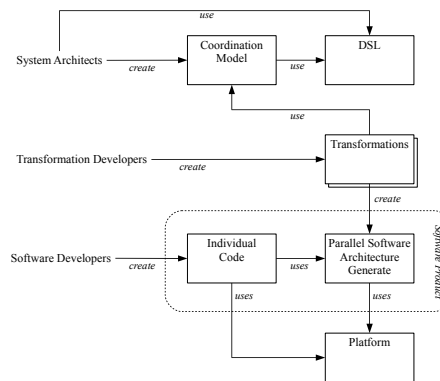 use
Coordination
Model
DSL
System Architects
create
use
use
Transformations
Transformation Developers
create
create
Software Product
Individual
Code
Parallel Software
Architecture
Generate
Software Developers
create
uses
uses
uses
Platform